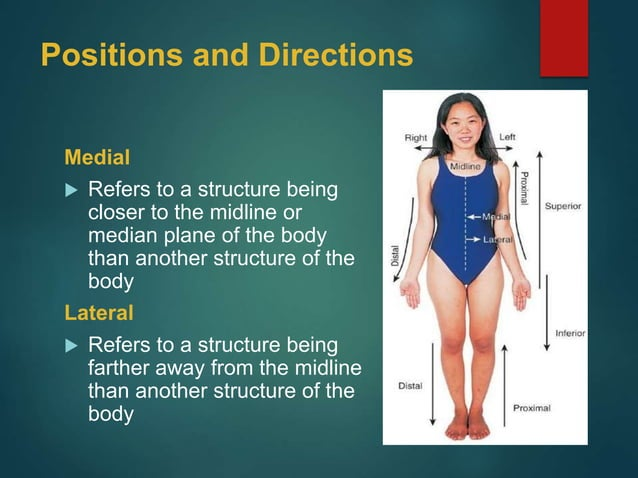 Positions and Directions
Medial
Refers to a structure being
closer to the midline or
median plane of the body
than another structure of the
body
Lateral
Refers to a structure being
farther away from the midline
than another structure of the
body
Right
Left
Midline
Proximal
Superior
Medial
Lateral
Distal
Inferior
Distal
Proximal